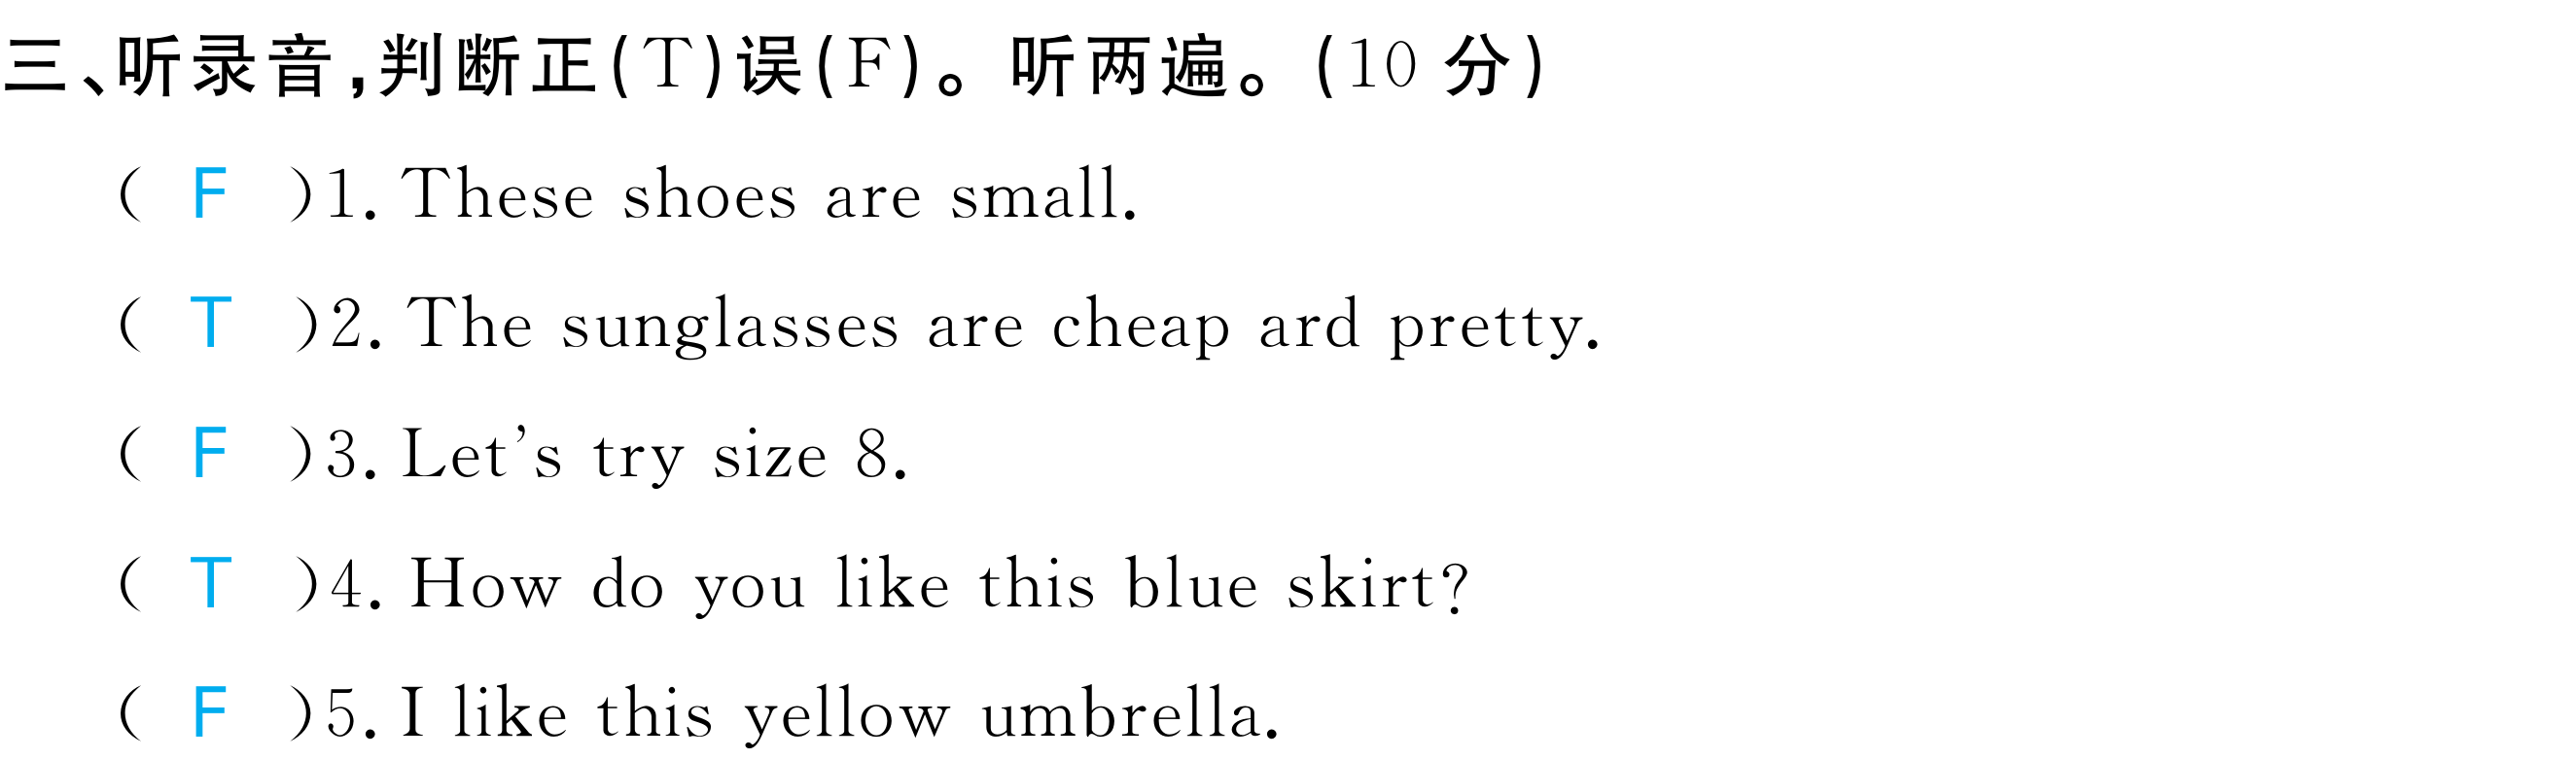 三、听录音,判断正(T)误(F)。听两遍。(10 分)
( F )1. These shoes are small.
( T )2. The sunglasses are cheap ard pretty.
( F )3. Let's try size 8.
( T )4. How do you like this blue skirt?
( F )5. I like this yellow umbrella.